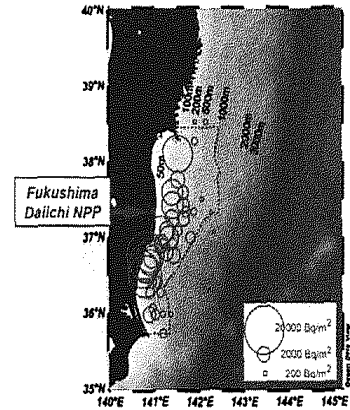 40°N
39°N
38°N
37°N
36°N
35°N
100m
200m
500m
1000m
2000m
50m
Fukushima
Daiichi NPP
20000 Bq/m²
2000 Bq/m²
200 Bq/m²
140°E
141°E
142°E
143°E
144°E
145°E